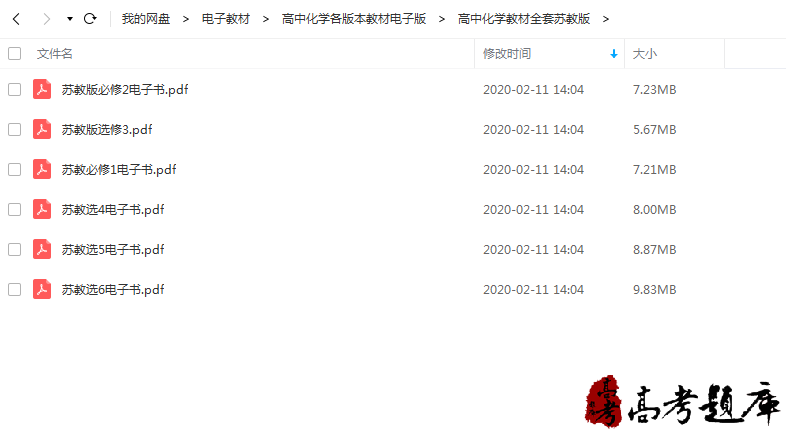 我的网盘 > 电子教材 > 高中化学各版本教材电子版 > 高中化学教材全套苏教版 >
文件名 修改时间 大小
苏教版必修2电子书.pdf 2020-02-11 14:04 7.23MB
苏教版选修3.pdf 2020-02-11 14:04 5.67MB
苏教必修1电子书.pdf 2020-02-11 14:04 7.21MB
苏教选4电子书.pdf 2020-02-11 14:04 8.00MB
苏教选5电子书.pdf 2020-02-11 14:04 8.87MB
苏教选6电子书.pdf 2020-02-11 14:04 9.83MB
高考 高考题库